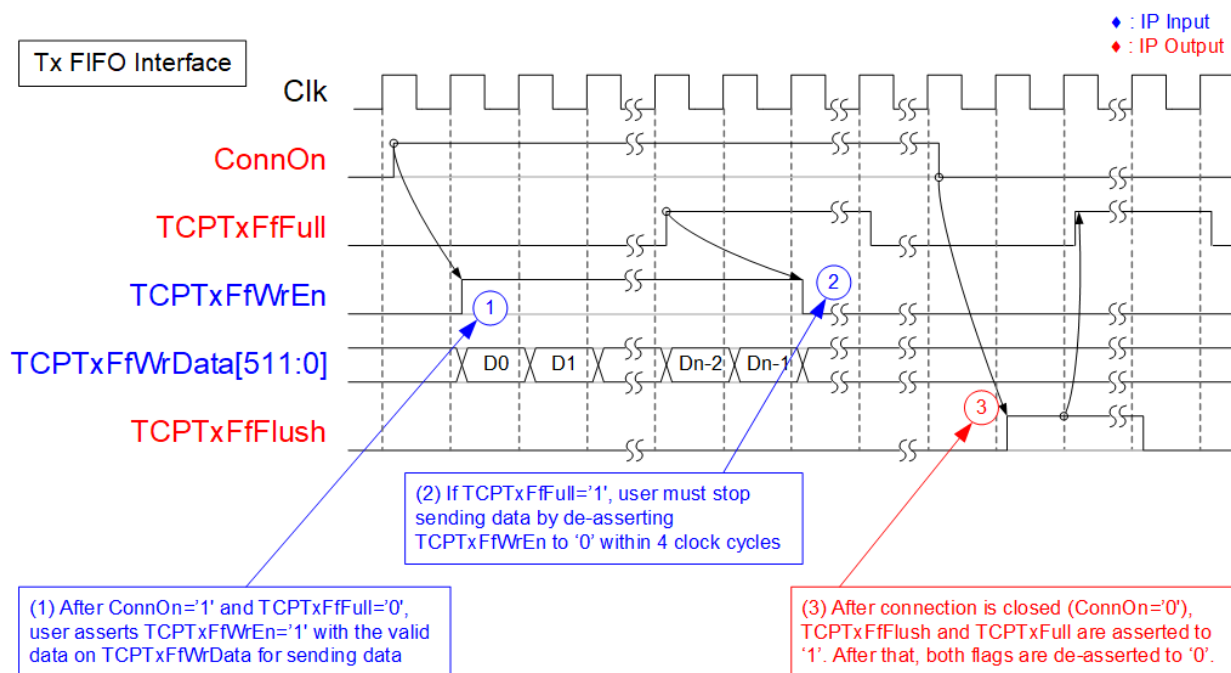 ♦ : IP Input
♦ : IP Output
Tx FIFO Interface
Clk
ConnOn
TCPTxFfFull
TCPTxFfWrEn
1
2
TCPTxFfWrData[511:0]
D0
D1
Dn-2
Dn-1
TCPTxFfFlush
3
(2) If TCPTxFfFull='1', user must stop
sending data by de-asserting
TCPTxFfWrEn to ‘0’ within 4 clock cycles
(1) After ConnOn='1' and TCPTxFfFull='0',
user asserts TCPTxFfWrEn='1' with the valid
data on TCPTxFfWrData for sending data
(3) After connection is closed (ConnOn='0'),
TCPTxFfFlush and TCPTxFull are asserted to
‘1’. After that, both flags are de-asserted to ‘0’.